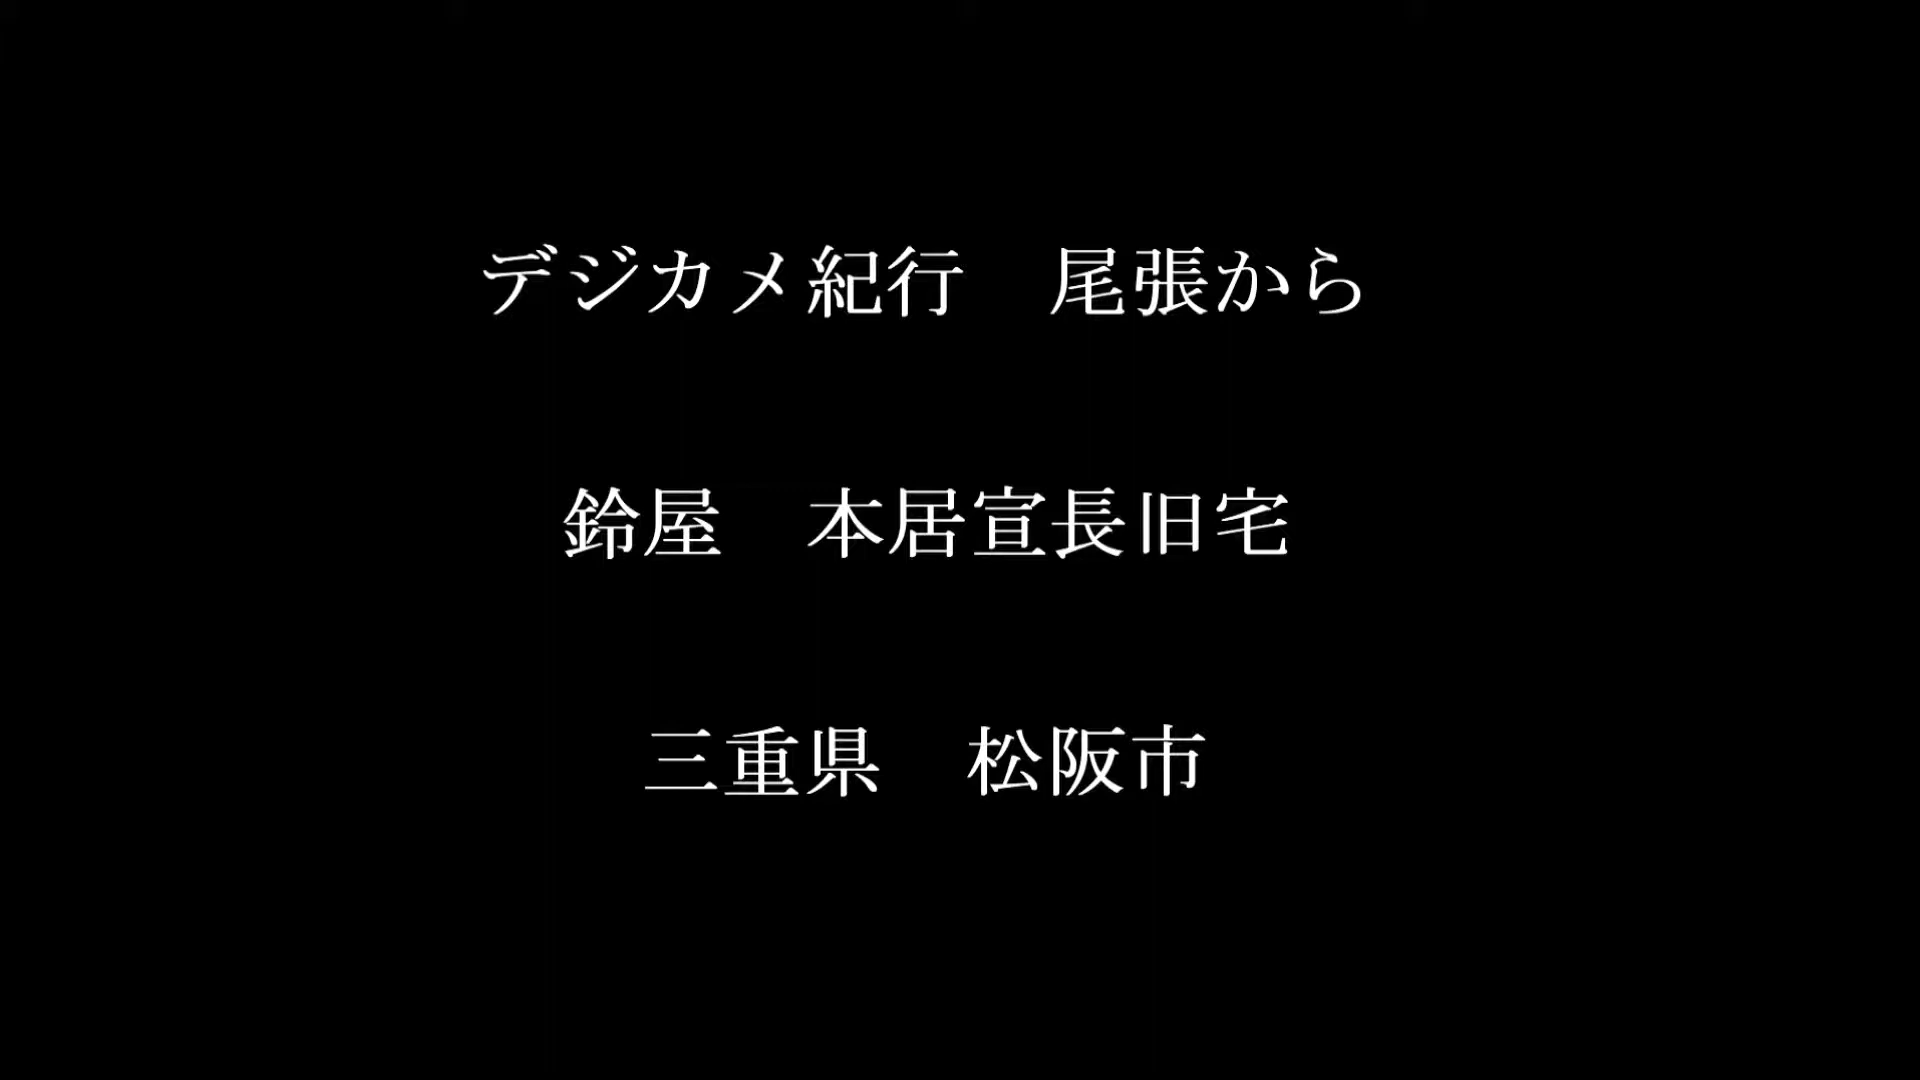 デジカメ紀行　尾張から
鈴屋　本居宣長旧宅
三重県　松阪市